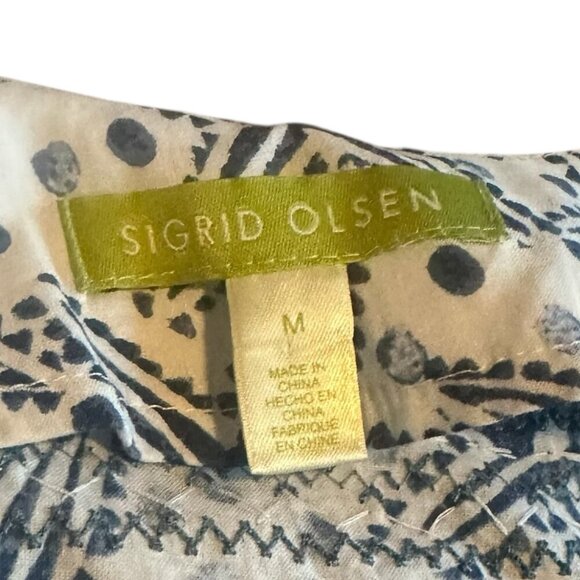 SIGRID OLSEN
M
MADE IN
CHINA
HECHO EN
CHINA
FABRIQUE
EN CHINE